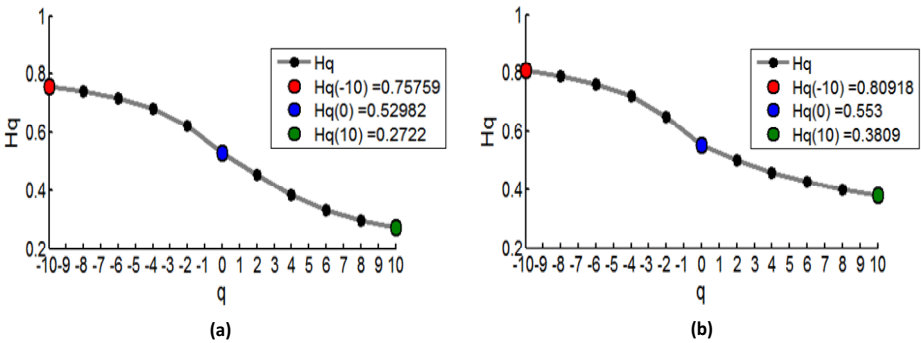 1
0.8
0.6
0.4
0.2
Hq
-10 -9 -8 -7 -6 -5 -4 -3 -2 -1 0 1 2 3 4 5 6 7 8 9 10
q
Hq
Hq(-10) =0.75759
Hq(0) =0.52982
Hq(10) =0.2722
(a)
1
0.8
0.6
0.4
0.2
Hq
-10 -9 -8 -7 -6 -5 -4 -3 -2 -1 0 1 2 3 4 5 6 7 8 9 10
q
Hq
Hq(-10) =0.80918
Hq(0) =0.553
Hq(10) =0.3809
(b)